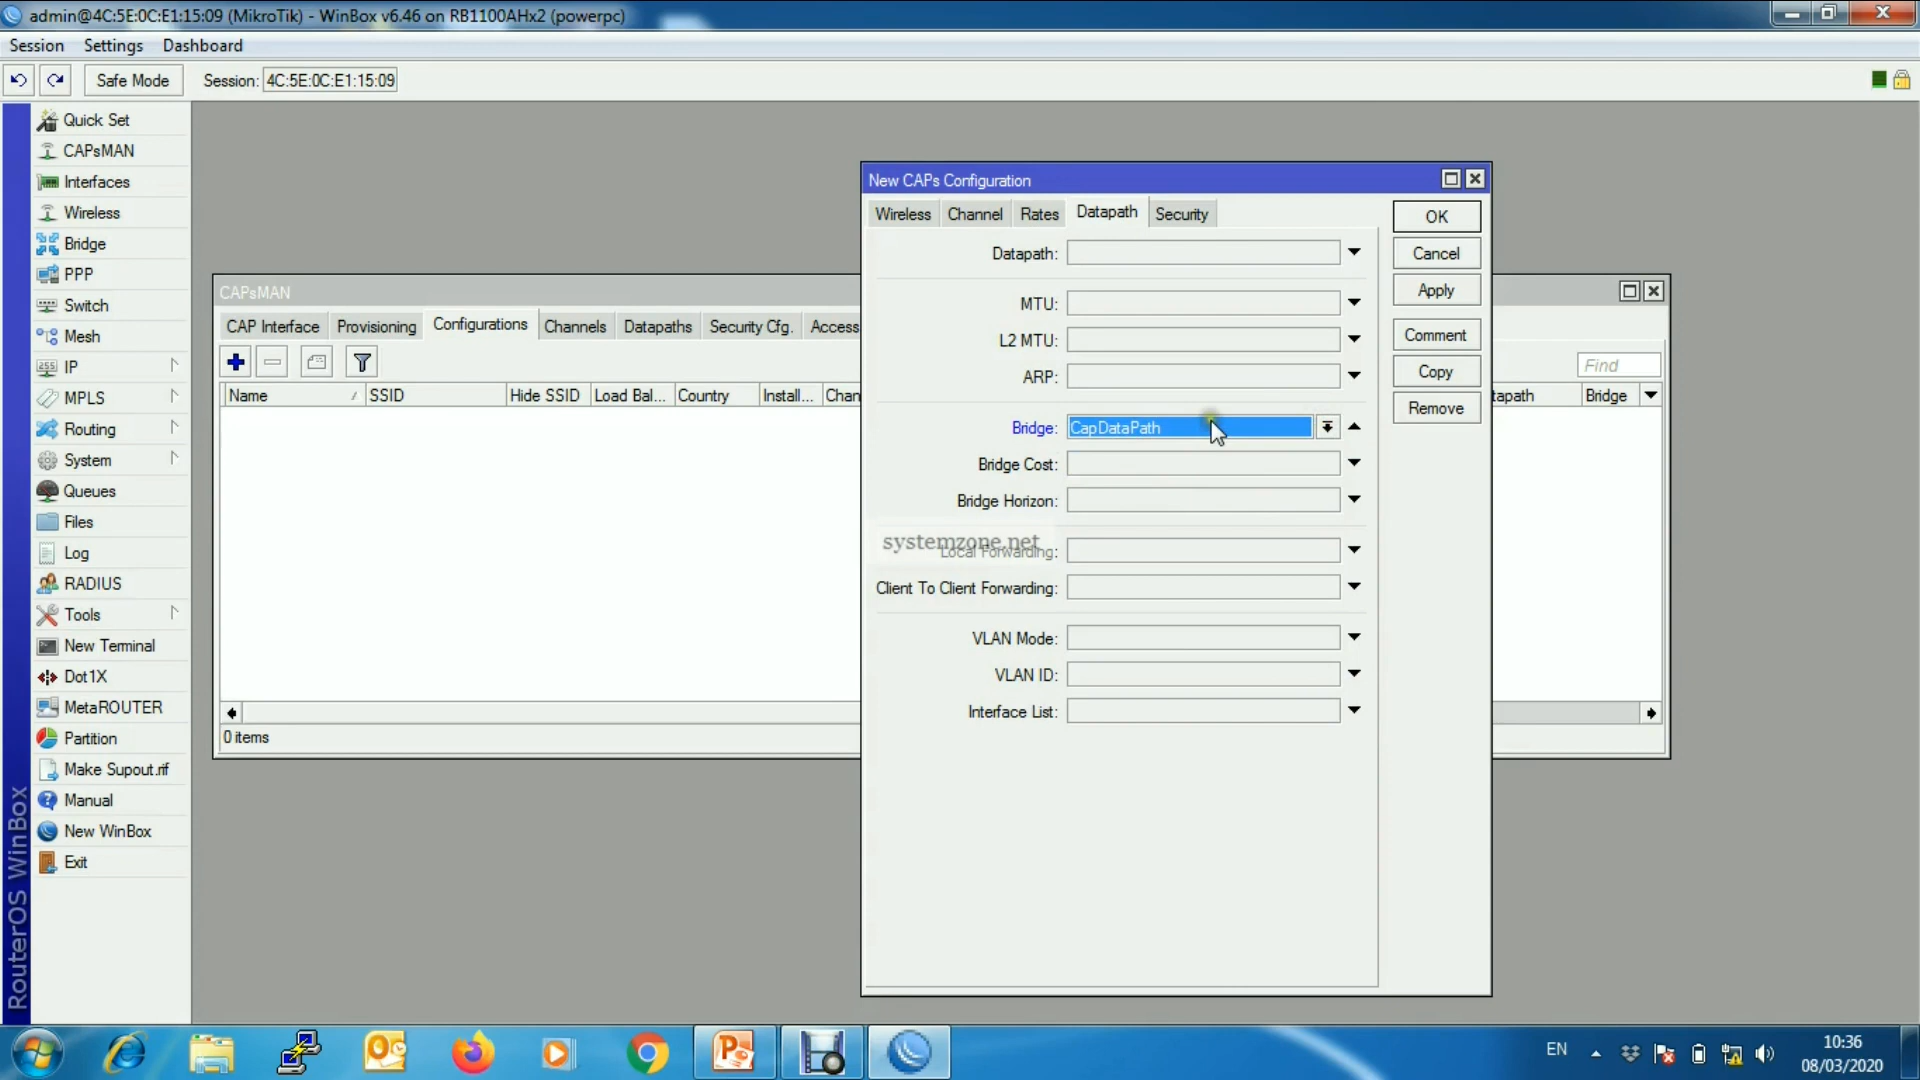 admin@4C:5E:0C:E1:15:09 (MikroTik) - WinBox v6.46 on RB1100AHx2 (powerpc)
Session Settings Dashboard
Safe Mode Session: 4C:5E:0C:E1:15:09
Quick Set
CAPsMAN
Interfaces
Wireless
Bridge
PPP
Switch
Mesh
IP
MPLS
Routing
System
Queues
Files
Log
RADIUS
Tools
New Terminal
Dot1X
MetaROUTER
Partition
Make Supout.rif
Manual
New WinBox
Exit
RouterOS WinBox
CAPsMAN
CAP Interface Provisioning Configurations Channels Datapaths Security Cfg. Access
Find
Name SSID Hide SSID Load Bal... Country Install... Chan
tapath Bridge
0 items
New CAPs Configuration
Wireless Channel Rates Datapath Security
Datapath:
MTU:
L2 MTU:
ARP:
Bridge: CapDataPath
Bridge Cost:
Bridge Horizon:
systemzone.net
Local Forwarding:
Client To Client Forwarding:
VLAN Mode:
VLAN ID:
Interface List:
OK
Cancel
Apply
Comment
Copy
Remove
EN
10:36
08/03/2020